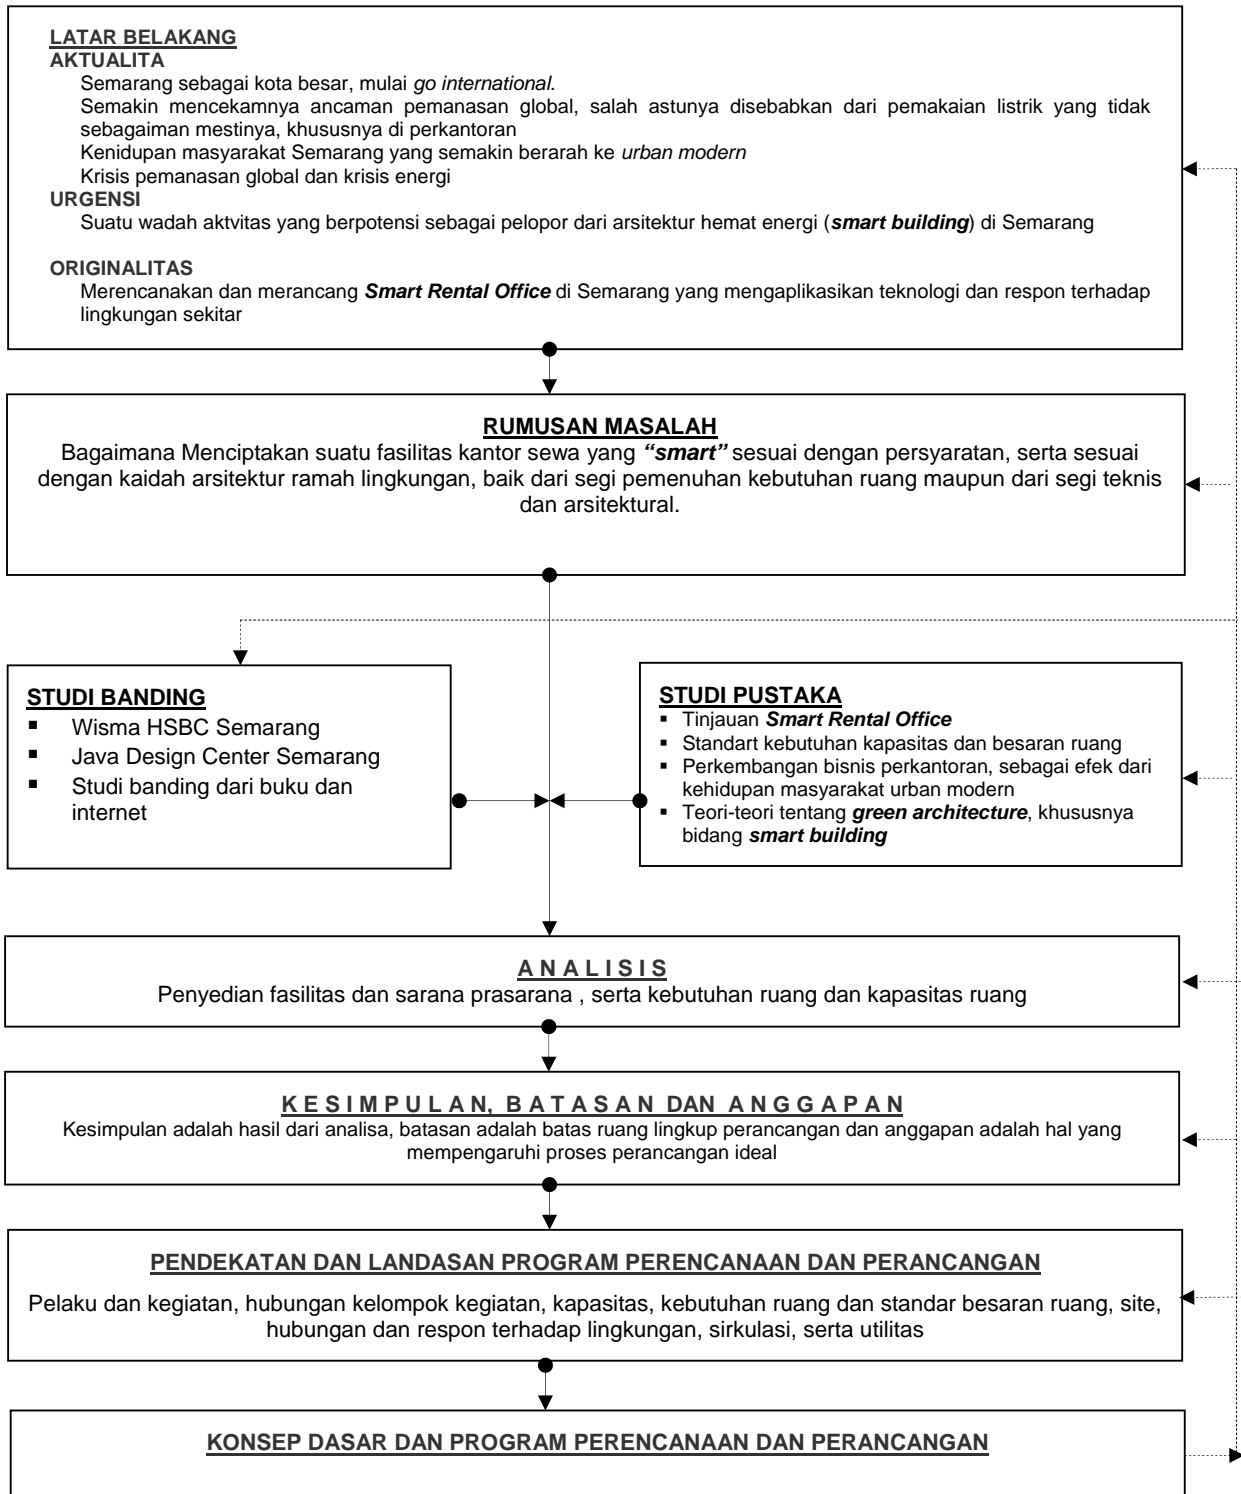 LATAR BELAKANG
AKTUALITA
Semarang sebagai kota besar, mulai go international.
Semakin mencekamnya ancaman pemanasan global, salah astunya disebabkan dari pemakaian listrik yang tidak
sebagaiman mestinya, khususnya di perkantoran
Kenidupan masyarakat Semarang yang semakin berarah ke urban modern
Krisis pemanasan global dan krisis energi
URGENSI
Suatu wadah aktvitas yang berpotensi sebagai pelopor dari arsitektur hemat energi (smart building) di Semarang
ORIGINALITAS
Merencanakan dan merancang Smart Rental Office di Semarang yang mengaplikasikan teknologi dan respon terhadap
lingkungan sekitar
RUMUSAN MASALAH
Bagaimana Menciptakan suatu fasilitas kantor sewa yang “smart” sesuai dengan persyaratan, serta sesuai
dengan kaidah arsitektur ramah lingkungan, baik dari segi pemenuhan kebutuhan ruang maupun dari segi teknis
dan arsitektural.
STUDI BANDING
▪ Wisma HSBC Semarang
▪ Java Design Center Semarang
▪ Studi banding dari buku dan
internet
STUDI PUSTAKA
▪ Tinjauan Smart Rental Office
▪ Standart kebutuhan kapasitas dan besaran ruang
▪ Perkembangan bisnis perkantoran, sebagai efek dari
kehidupan masyarakat urban modern
▪ Teori-teori tentang green architecture, khususnya
bidang smart building
A N A L I S I S
Penyedian fasilitas dan sarana prasarana , serta kebutuhan ruang dan kapasitas ruang
K E S I M P U L A N, B A T A S A N DAN A N G G A P A N
Kesimpulan adalah hasil dari analisa, batasan adalah batas ruang lingkup perancangan dan anggapan adalah hal yang
mempengaruhi proses perancangan ideal
PENDEKATAN DAN LANDASAN PROGRAM PERENCANAAN DAN PERANCANGAN
Pelaku dan kegiatan, hubungan kelompok kegiatan, kapasitas, kebutuhan ruang dan standar besaran ruang, site,
hubungan dan respon terhadap lingkungan, sirkulasi, serta utilitas
KONSEP DASAR DAN PROGRAM PERENCANAAN DAN PERANCANGAN